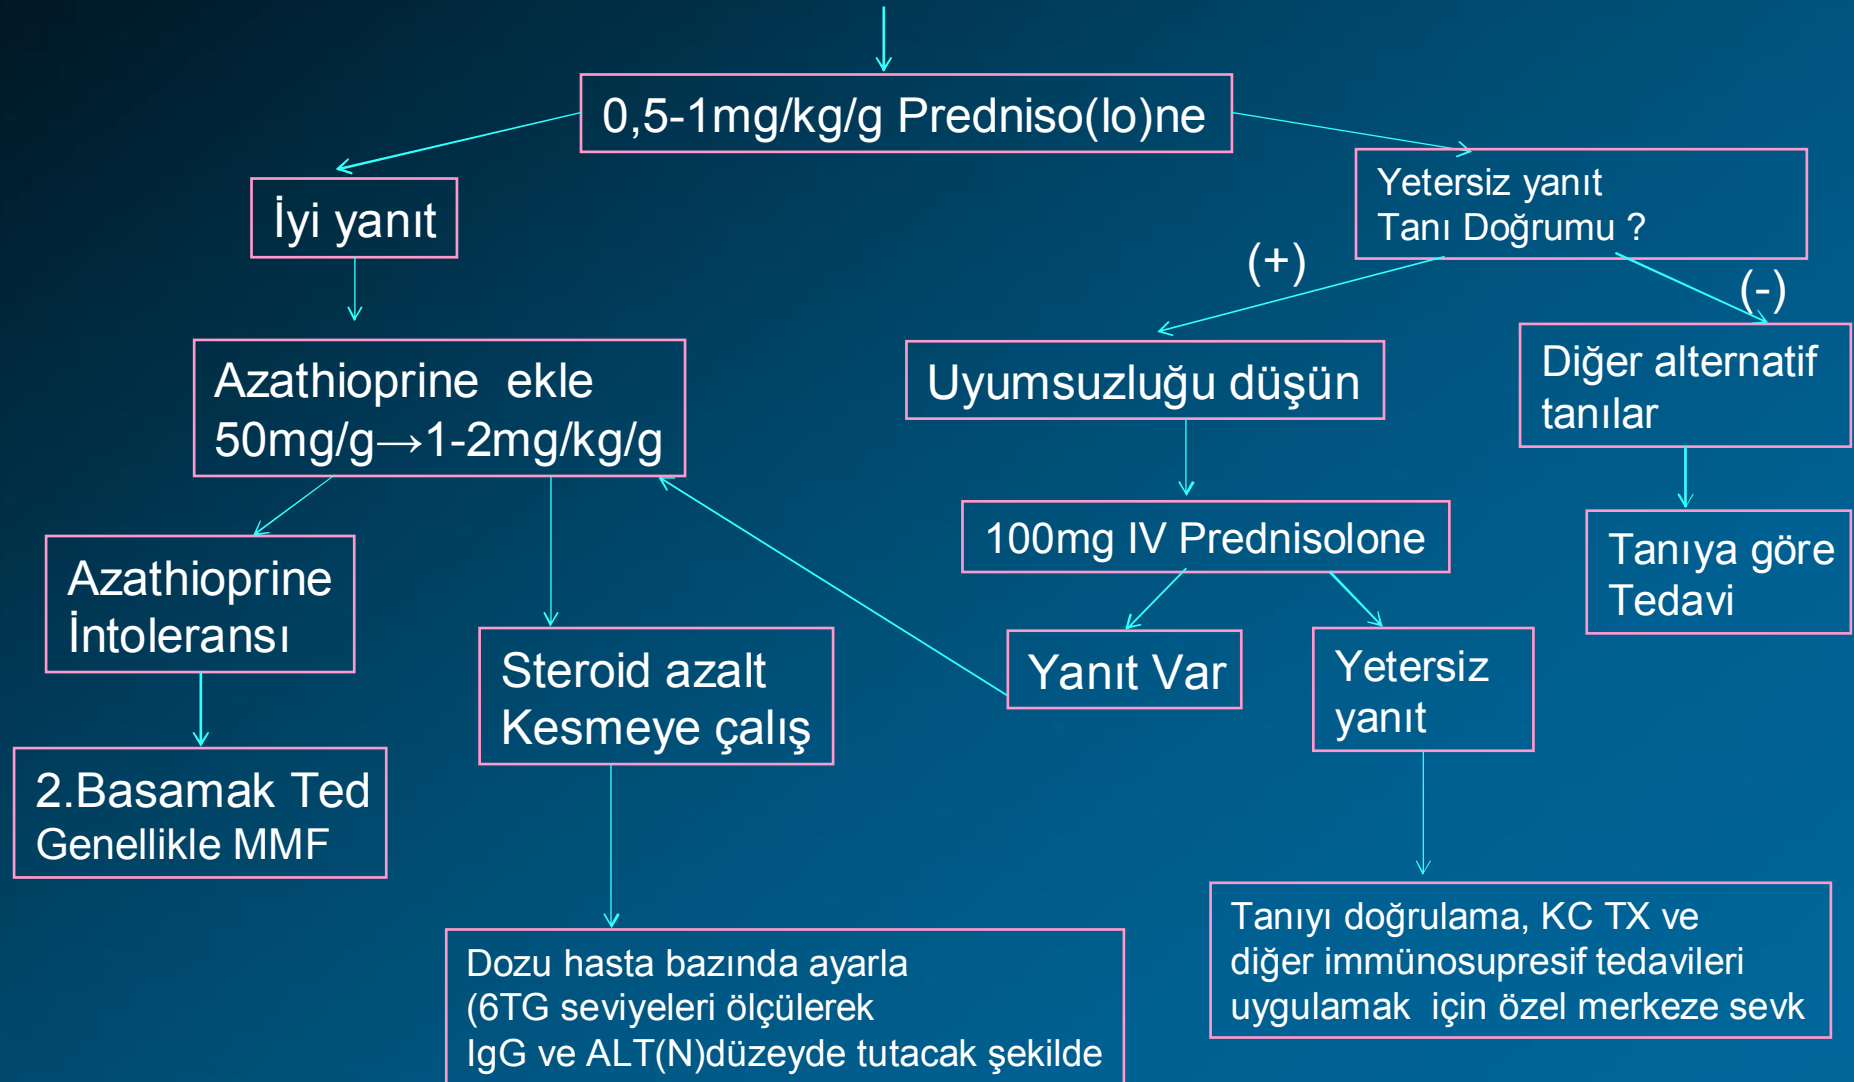 0,5-1mg/kg/g Predniso(lo)ne
İyi yanıt
Yetersiz yanıt
Tanı Doğrumu ?
(+)
(-)
Azathioprine ekle
50mg/g→1-2mg/kg/g
Uyumsuzluğu düşün
Diğer alternatif
tanılar
Azathioprine
İntoleransı
100mg IV Prednisolone
Tanıya göre
Tedavi
Steroid azalt
Kesmeye çalış
Yanıt Var
Yetersiz
yanıt
2.Basamak Ted
Genellikle MMF
Dozu hasta bazında ayarla
(6TG seviyeleri ölçülerek
IgG ve ALT(N)düzeyde tutacak şekilde
Tanıyı doğrulama, KC TX ve
diğer immünosupresif tedavileri
uygulamak için özel merkeze sevk